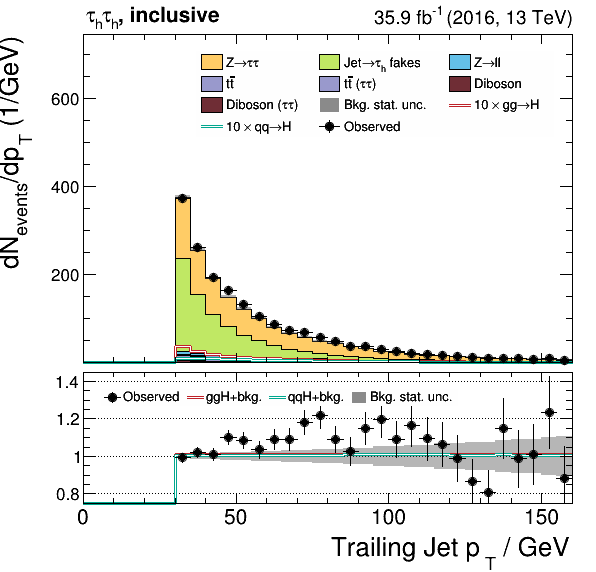 τhτh, inclusive 35.9 fb-1 (2016, 13 TeV)
dNevents/dpT (1/GeV)
600
400
200
Z→ττ Jet→τh fakes Z→ll
tt̄ tt̄ (ττ) Diboson
Diboson (ττ) Bkg. stat. unc. 10 × gg→H
10 × qq→H Observed
1.4
1.2
1
0.8
Observed ggH+bkg. qqH+bkg. Bkg. stat. unc.
0 50 100 150
Trailing Jet pT / GeV